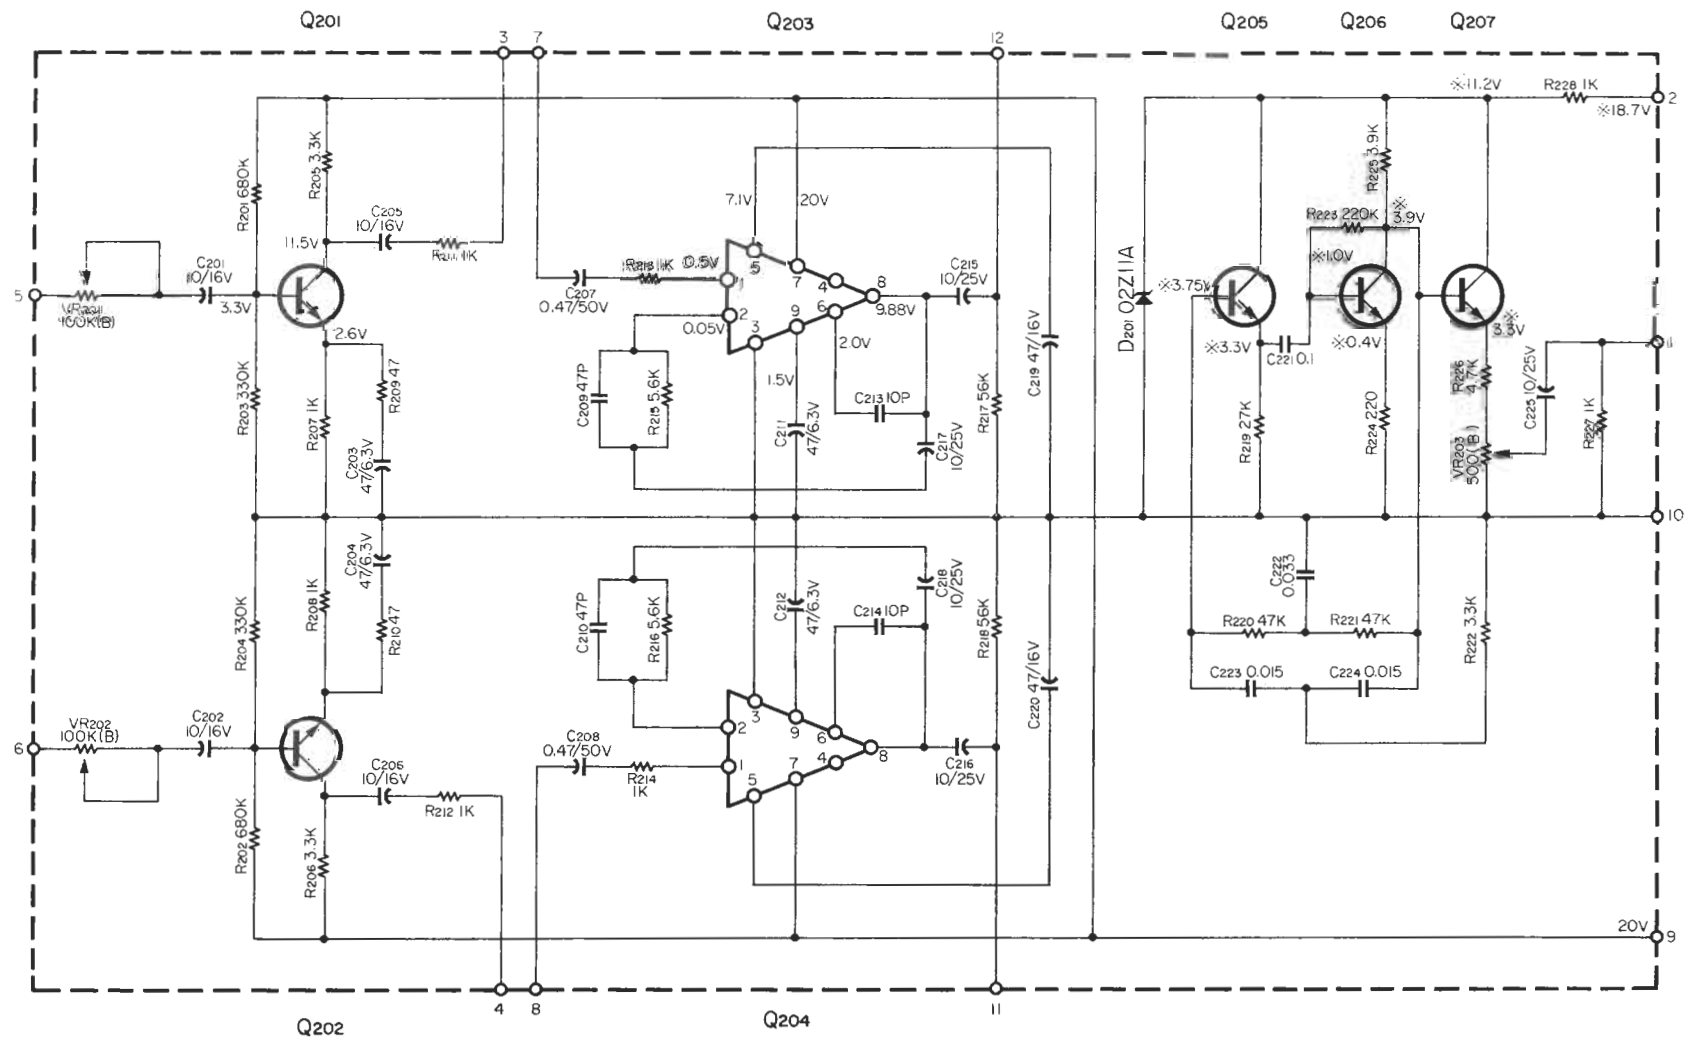 Q201
Q203
Q205
Q206
Q207
3
7
12
※11.2V
R228 1K
2
※18.7V
R205 3.3K
R201 680K
R225 3.9K
7.1V
20V
C205
10/16V
11.5V
R223 220K
※
3.9V
C201
10/16V
R213 1K
0.5V
5
7
4
8
C215
10/25V
※1.0V
5
100K(B)
3.3V
C207
0.47/50V
1
2
0.05V
3
9
6
9.88V
2.0V
D201 02Z11A
※3.75V
※3.3V
C221 0.1
※0.4V
※
3.3V
2.6V
R209 47
C219 47/16V
R203 330K
R207 1K
C203
47/6.3V
C209 47P
R215 5.6K
1.5V
C213 10P
C211
47/6.3V
C217
10/25V
R217 56K
R219 27K
R224 220
R226
4.7K
C225 10/25V
R227 1K
VR203
500(B)
10
C204
47/6.3V
R208 1K
R210 47
R204 330K
C210 47P
R216 5.6K
C212
47/6.3V
C214 10P
C218
10/25V
R218 56K
C222
0.033
R220 47K
R221 47K
R222 3.3K
C220 47/16V
C223 0.015
C224 0.015
VR202
100K(B)
C202
10/16V
6
C208
0.47/50V
R214
1K
2
1
3
9
6
8
4
7
5
C216
10/25V
C206
10/16V
R212 1K
R202 680K
R206 3.3K
20V
9
4
8
11
Q202
Q204